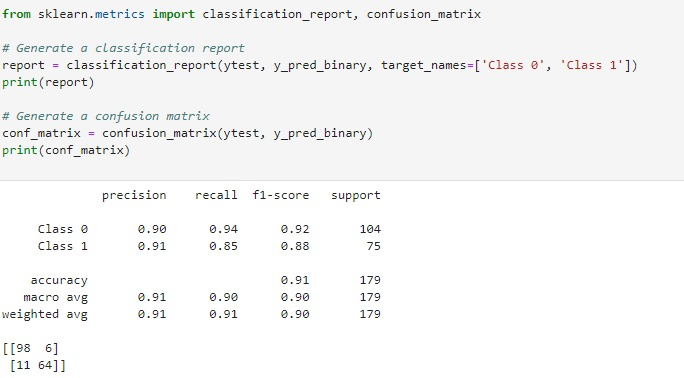 from sklearn.metrics import classification_report, confusion_matrix
# Generate a classification report
report = classification_report(ytest, y_pred_binary, target_names=['Class 0', 'Class 1'])
print(report)
# Generate a confusion matrix
conf_matrix = confusion_matrix(ytest, y_pred_binary)
print(conf_matrix)
precision recall f1-score support
Class 0 0.90 0.94 0.92 104
Class 1 0.91 0.85 0.88 75
accuracy 0.91 179
macro avg 0.91 0.90 0.90 179
weighted avg 0.91 0.91 0.90 179
[[98 6]
[11 64]]